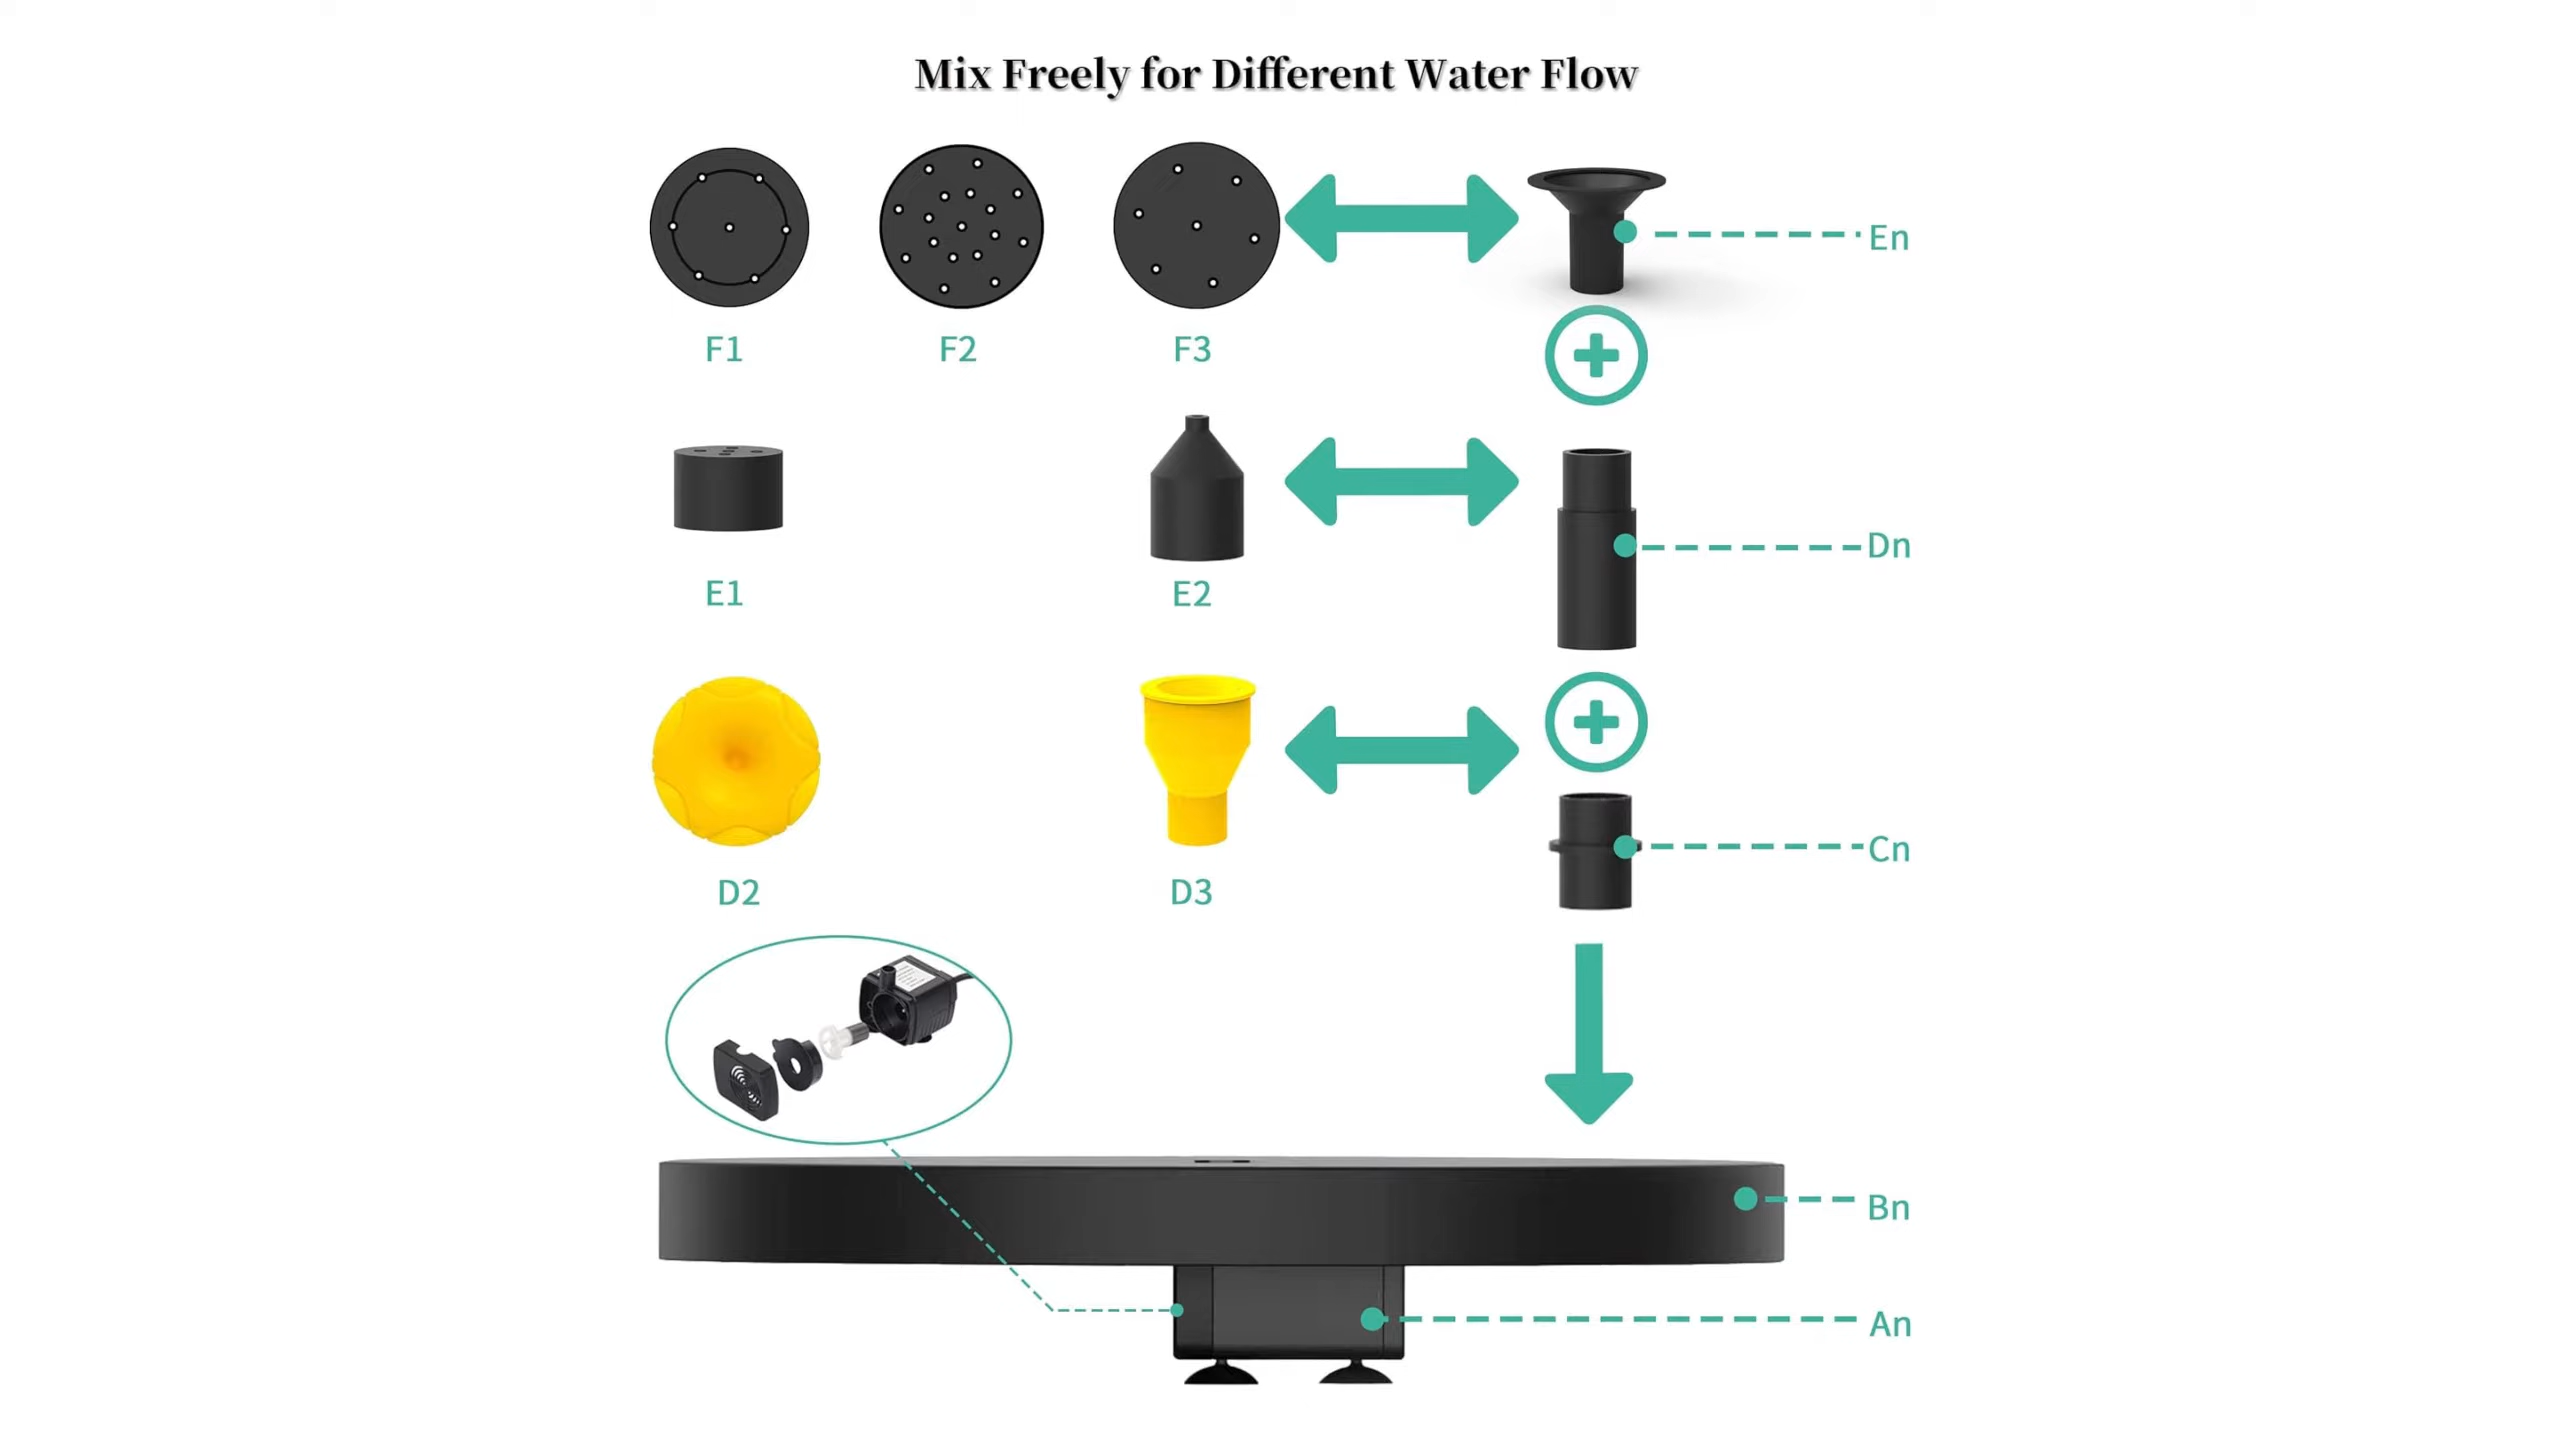 Mix Freely for Different Water Flow
En
F1
F2
F3
Dn
E1
E2
Cn
D2
D3
Bn
An